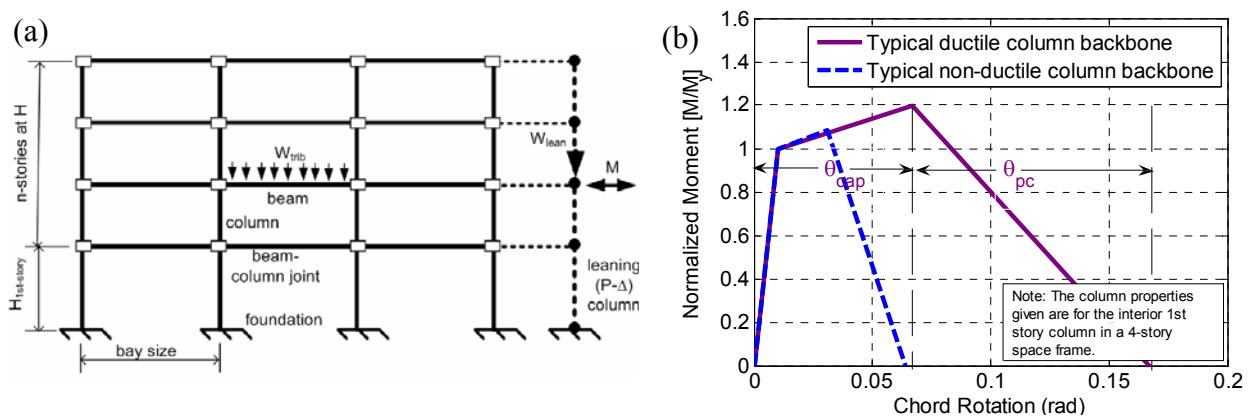 (a)
n-stories at H
H1st-story
Wtrib
beam
column
beam-
column joint
foundation
bay size
Wlean
M
leaning
(P-Δ)
column
(b)
Normalized Moment [M/My]
1.6
1.4
1.2
1
0.8
0.6
0.4
0.2
0
Typical ductile column backbone
Typical non-ductile column backbone
θcap
θpc
Note: The column properties
given are for the interior 1st
story column in a 4-story
space frame.
0
0.05
0.1
0.15
0.2
Chord Rotation (rad)